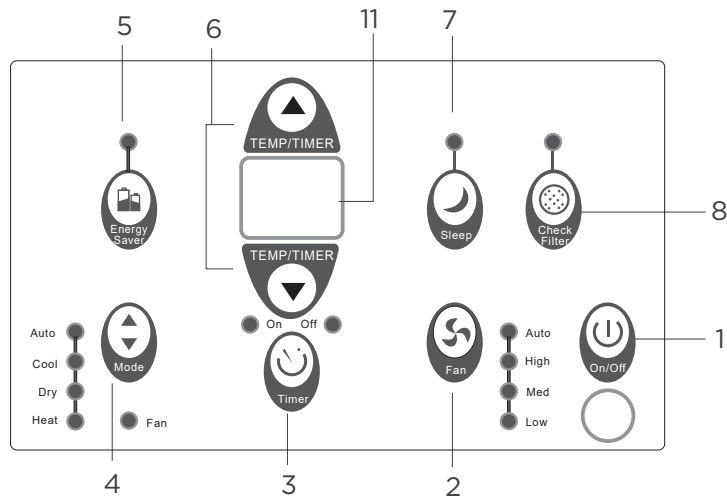 5
6
11
7
TEMP/TIMER
Energy
Saver
Sleep
Check
Filter
8
TEMP/TIMER
On Off
Auto
Cool
Dry
Heat
Mode
Fan
Timer
Fan
Auto
High
Med
Low
On/Off
1
4
3
2